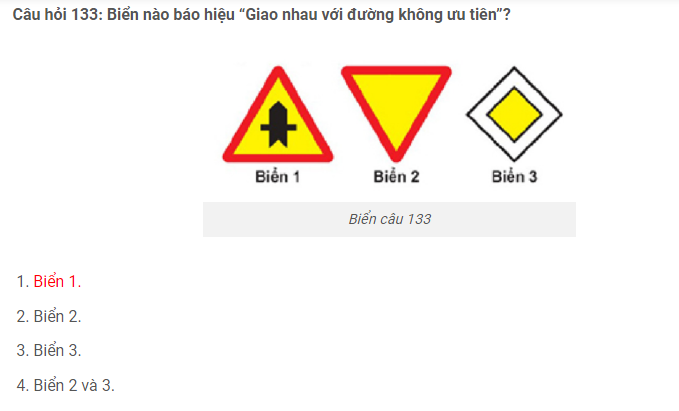 Câu hỏi 133: Biển nào báo hiệu “Giao nhau với đường không ưu tiên”?
Biển 1 Biển 2 Biển 3
Biển câu 133
1. Biển 1.
2. Biển 2.
3. Biển 3.
4. Biển 2 và 3.